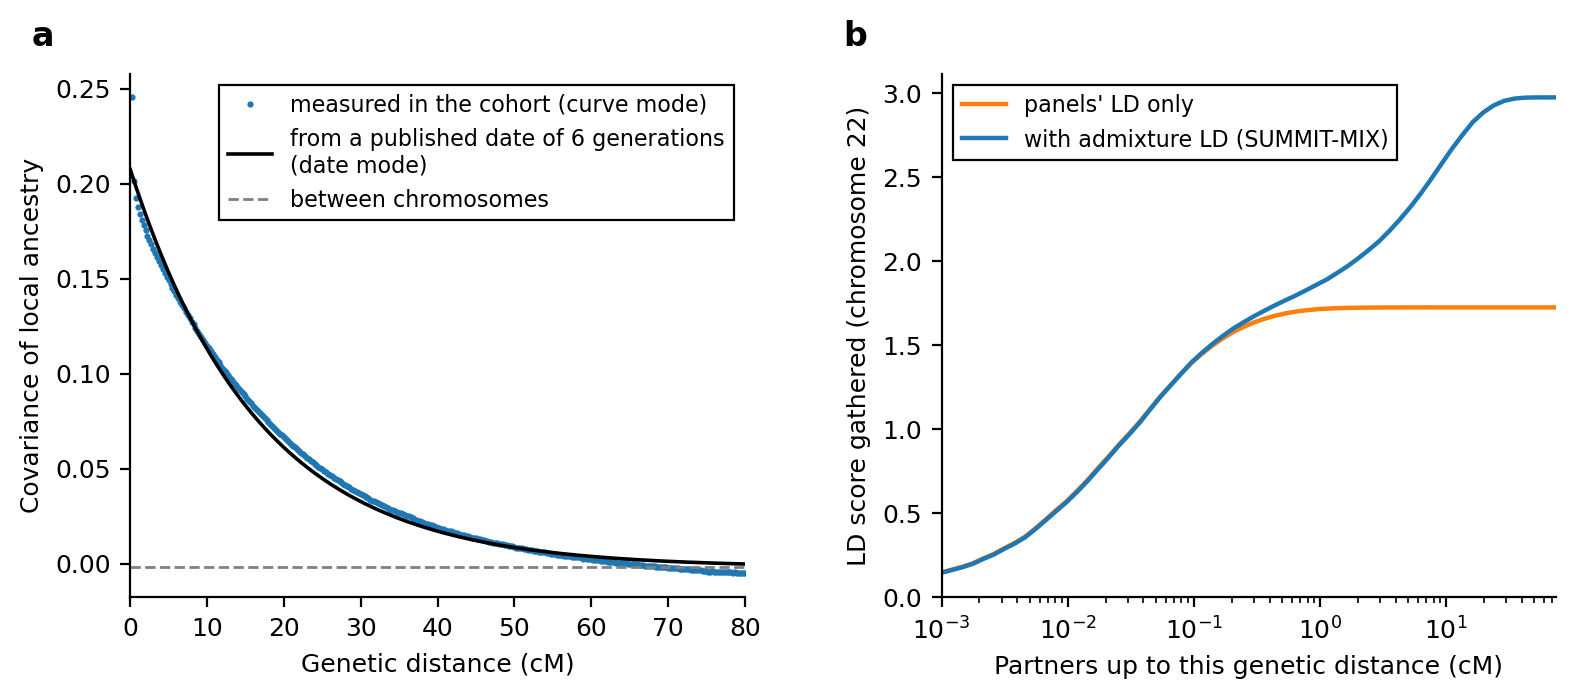 a
0.25
0.20
0.15
0.10
0.05
0.00
Covariance of local ancestry
measured in the cohort (curve mode)
from a published date of 6 generations
(date mode)
between chromosomes
0 10 20 30 40 50 60 70 80
Genetic distance (cM)
b
3.0
2.5
2.0
1.5
1.0
0.5
0.0
LD score gathered (chromosome 22)
panels' LD only
with admixture LD (SUMMIT-MIX)
10⁻³ 10⁻² 10⁻¹ 10⁰ 10¹
Partners up to this genetic distance (cM)